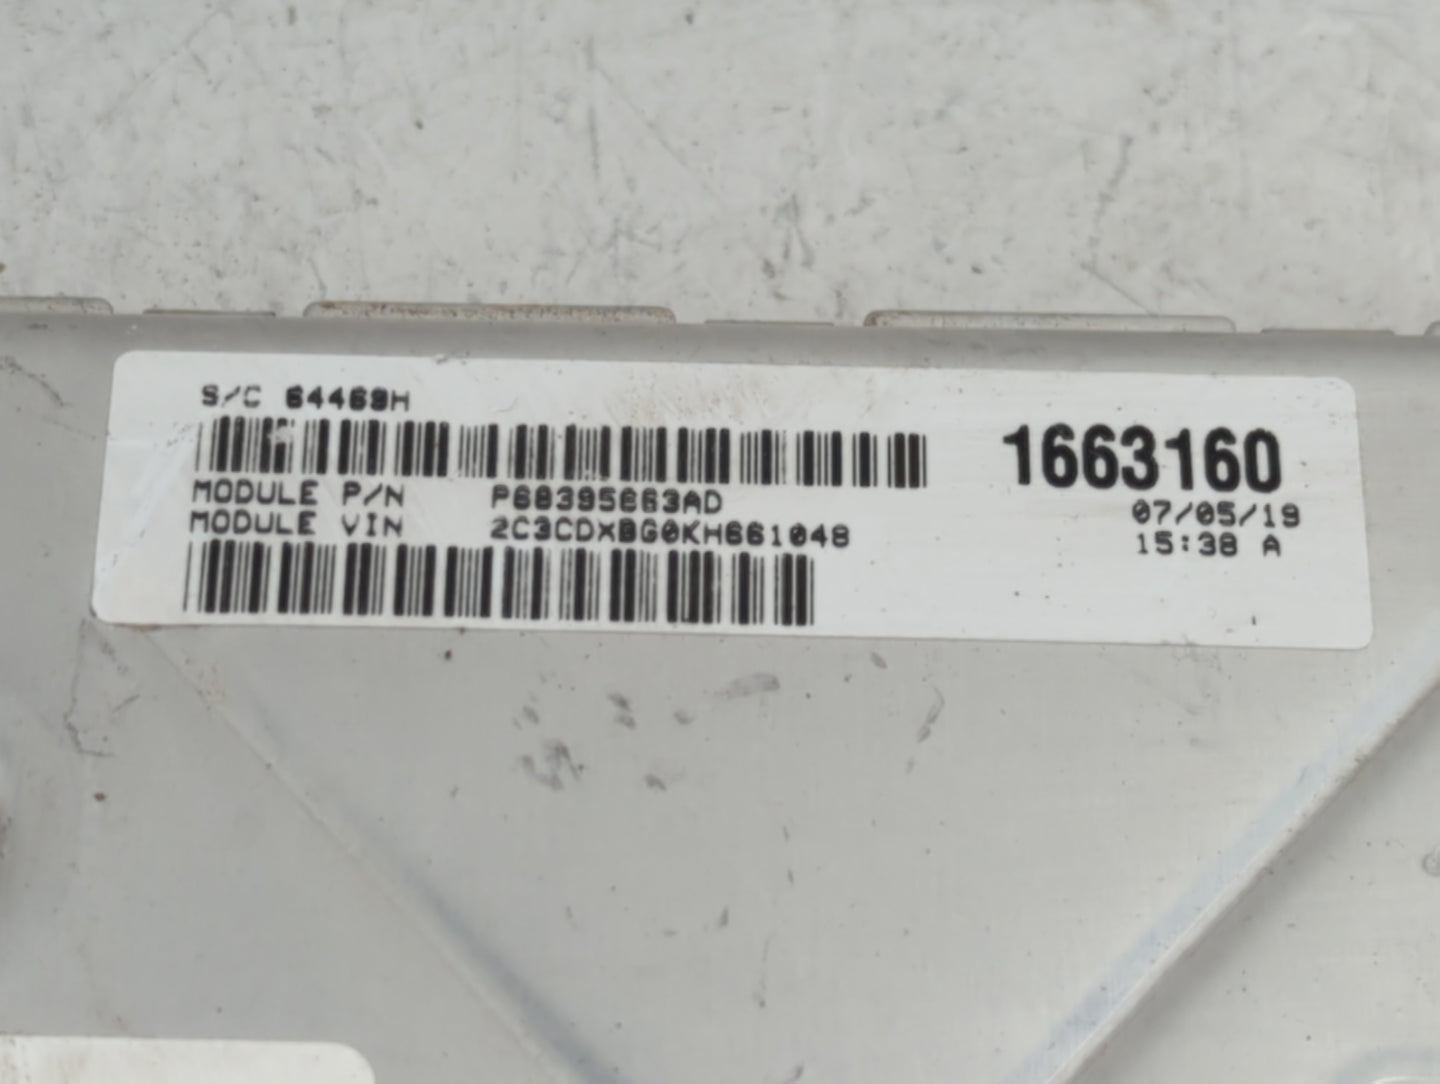 S/C 64469H
1663160
MODULE P/N P68395663AD
MODULE VIN 2C3CDXBG0KH661048
07/05/19
15:38 A